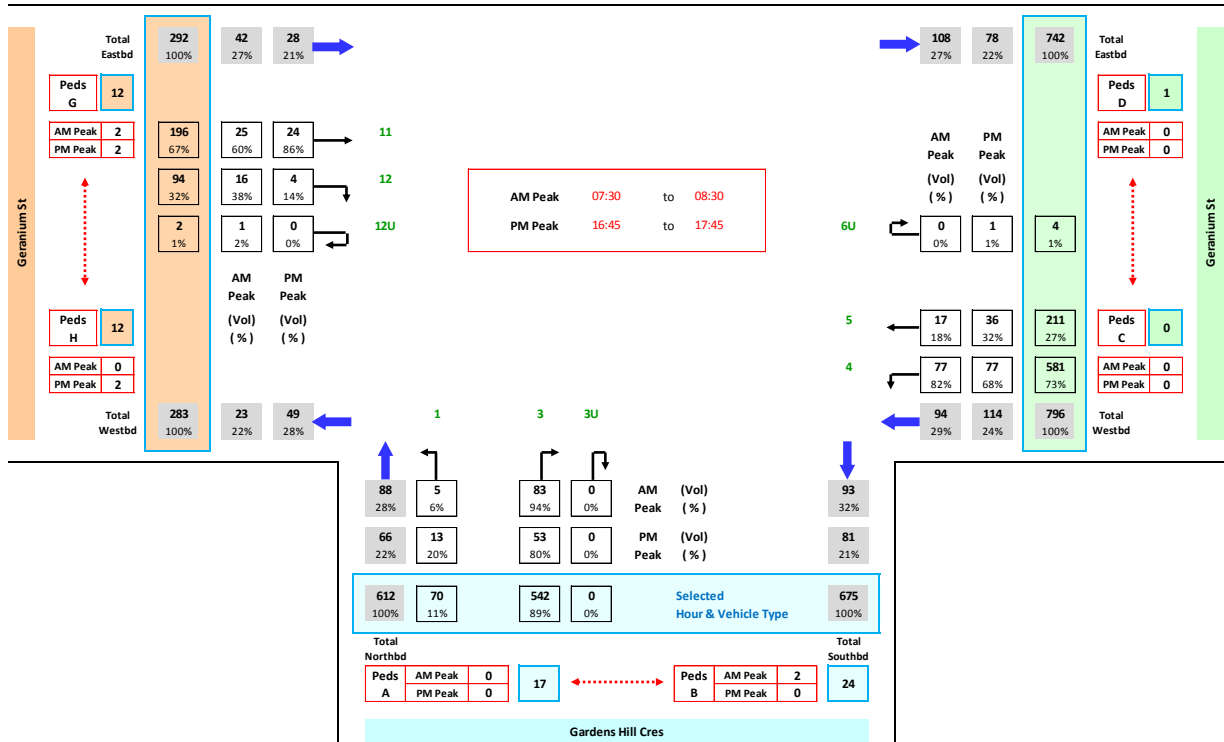 Total
Eastbd
292
100%
42
27%
28
21%
108
27%
78
22%
742
100%
Total
Eastbd
Geranium St
Peds
G
12
AM Peak 2
PM Peak 2
196
67%
25
60%
24
86%
11
94
32%
16
38%
4
14%
12
2
1%
1
2%
0
0%
12U
AM
Peak
(Vol)
( % )
PM
Peak
(Vol)
( % )
Peds
H
12
AM Peak 0
PM Peak 2
Total
Westbd
283
100%
23
22%
49
28%
AM Peak 07:30 to 08:30
PM Peak 16:45 to 17:45
AM
Peak
(Vol)
( % )
PM
Peak
(Vol)
( % )
6U
0
0%
1
1%
4
1%
5
17
18%
36
32%
211
27%
4
77
82%
77
68%
581
73%
94
29%
114
24%
796
100%
Total
Westbd
Peds
D
1
AM Peak 0
PM Peak 0
Peds
C
0
AM Peak 0
PM Peak 0
Geranium St
1 3 3U
88
28%
5
6%
83
94%
0
0%
AM (Vol)
Peak ( % )
93
32%
66
22%
13
20%
53
80%
0
0%
PM (Vol)
Peak ( % )
81
21%
612
100%
70
11%
542
89%
0
0%
Selected
Hour & Vehicle Type
675
100%
Total
Northbd
Total
Southbd
Peds
A
AM Peak 0
PM Peak 0
17
Peds
B
AM Peak 2
PM Peak 0
24
Gardens Hill Cres